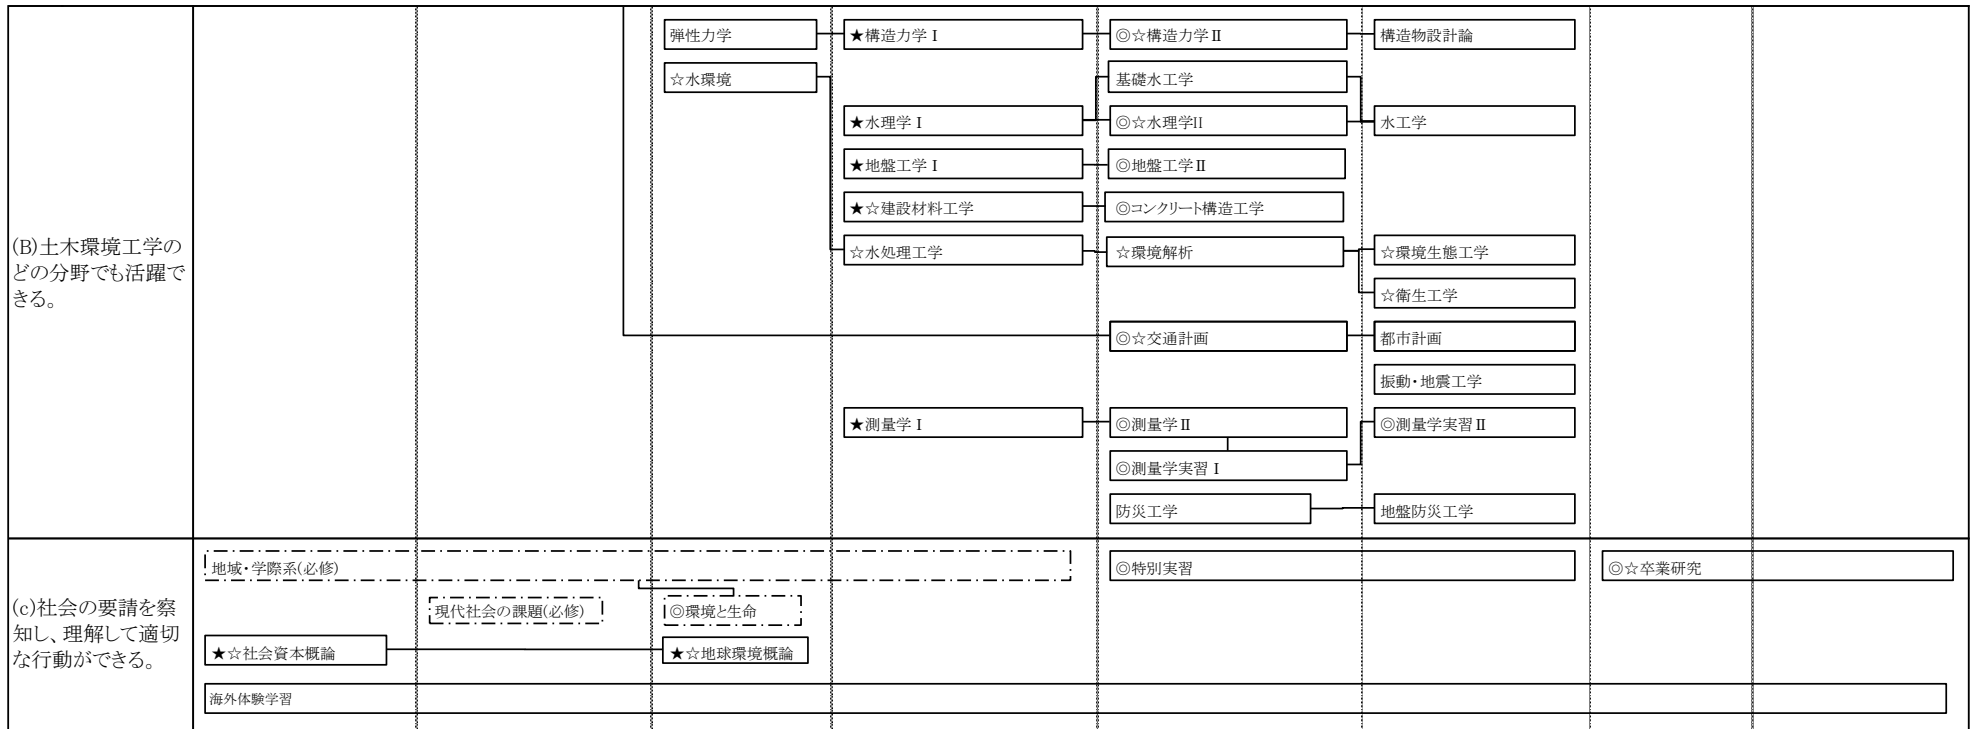 弾性力学
★構造力学Ⅰ
◎☆構造力学Ⅱ
構造物設計論
☆水環境
基礎水工学
★水理学Ⅰ
◎☆水理学II
水工学
★地盤工学Ⅰ
◎地盤工学Ⅱ
★☆建設材料工学
◎コンクリート構造工学
(B)土木環境工学の
どの分野でも活躍で
きる。
☆水処理工学
☆環境解析
☆環境生態工学
☆衛生工学
◎☆交通計画
都市計画
振動・地震工学
★測量学Ⅰ
◎測量学Ⅱ
◎測量学実習Ⅱ
◎測量学実習Ⅰ
防災工学
地盤防災工学
(c)社会の要請を察
知し、理解して適切
な行動ができる。
地域・学際系(必修)
◎特別実習
◎☆卒業研究
現代社会の課題(必修)
◎環境と生命
★☆社会資本概論
★☆地球環境概論
海外体験学習